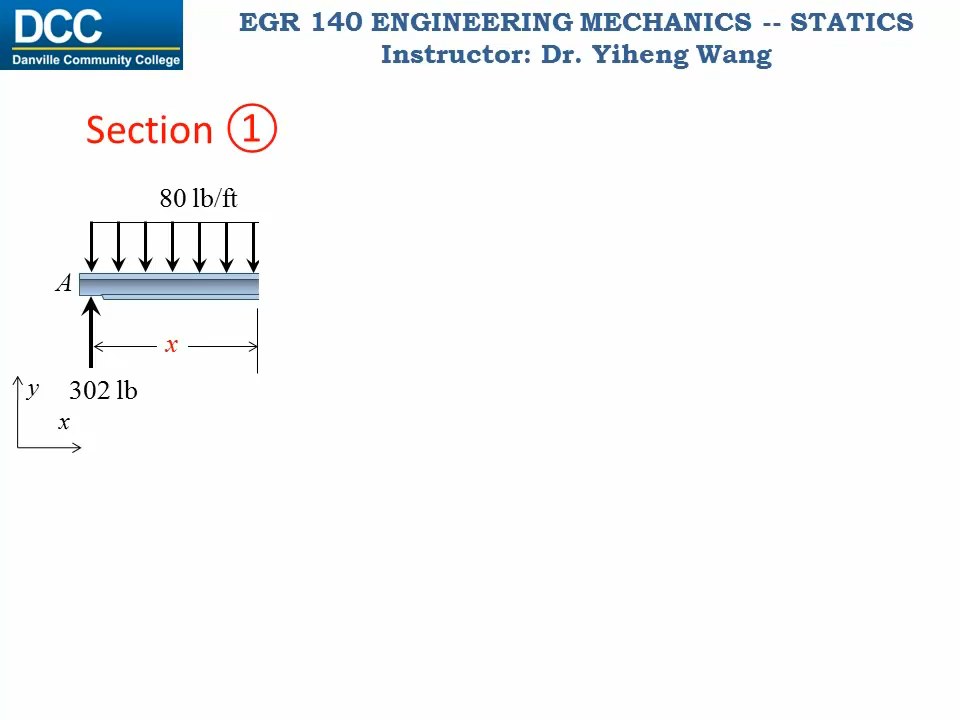 DCC
Danville Community College
EGR 140 ENGINEERING MECHANICS -- STATICS
Instructor: Dr. Yiheng Wang
Section ①
80 lb/ft
A
x
302 lb
y
x